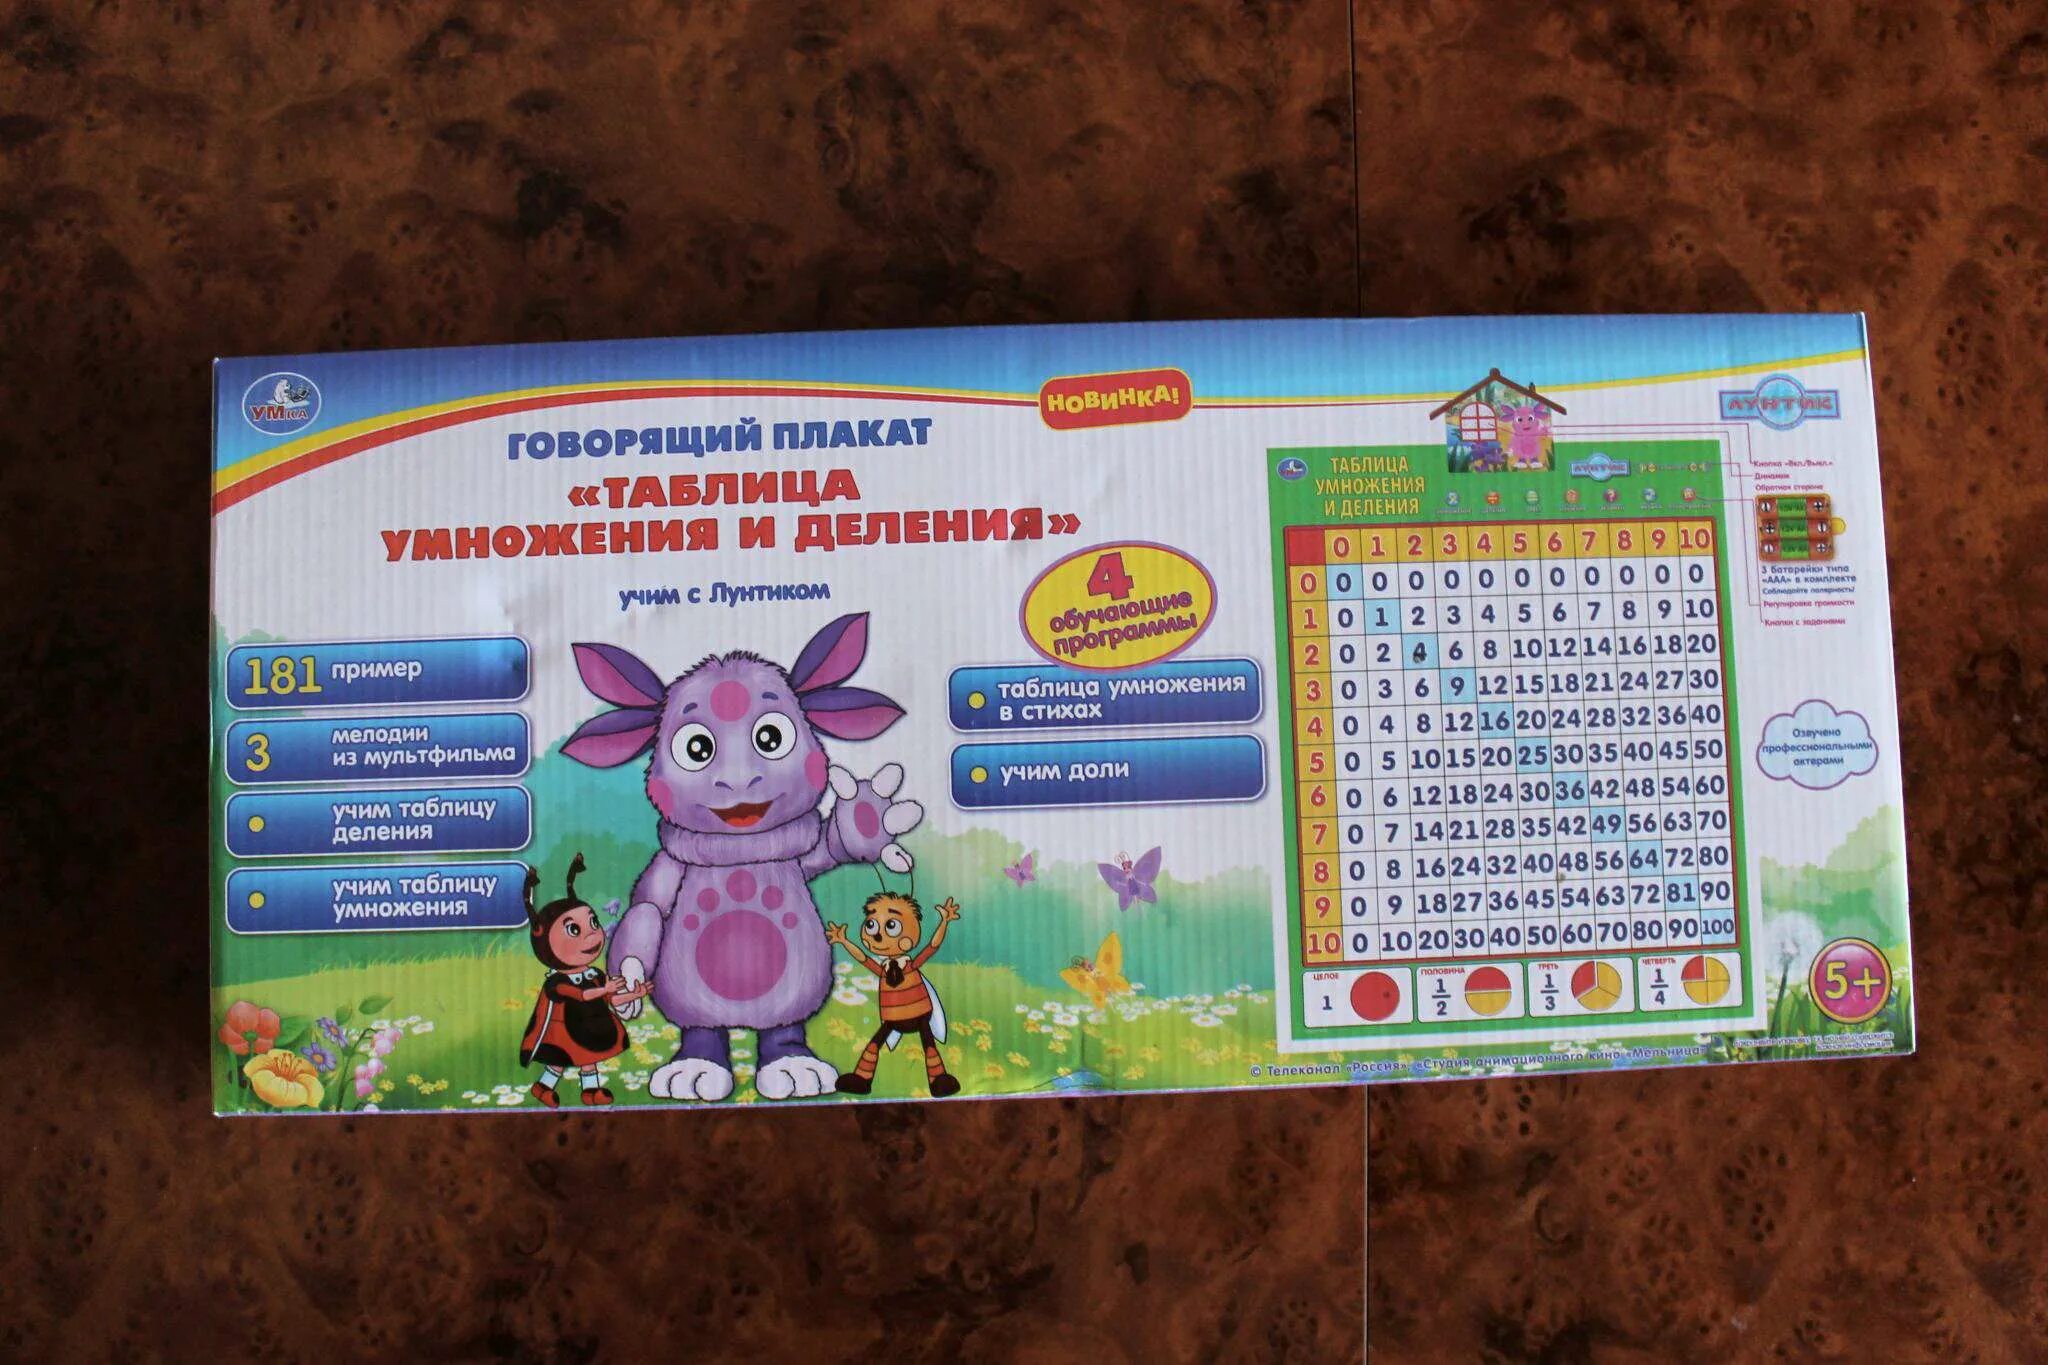 УМка
ГОВОРЯЩИЙ ПЛАКАТ
«ТАБЛИЦА
УМНОЖЕНИЯ И ДЕЛЕНИЯ»
учим с Лунтиком
НОВИНКА!
4
обучающие
программы
181 пример
3 мелодии
из мультфильма
учим таблицу
деления
учим таблицу
умножения
таблица умножения
в стихах
учим доли
ЛУНТИК
ТАБЛИЦА
УМНОЖЕНИЯ
И ДЕЛЕНИЯ
ЛУНТИК
0 1 2 3 4 5 6 7 8 9 10
0 0 0 0 0 0 0 0 0 0 0 0
1 0 1 2 3 4 5 6 7 8 9 10
2 0 2 4 6 8 10 12 14 16 18 20
3 0 3 6 9 12 15 18 21 24 27 30
4 0 4 8 12 16 20 24 28 32 36 40
5 0 5 10 15 20 25 30 35 40 45 50
6 0 6 12 18 24 30 36 42 48 54 60
7 0 7 14 21 28 35 42 49 56 63 70
8 0 8 16 24 32 40 48 56 64 72 80
9 0 9 18 27 36 45 54 63 72 81 90
10 0 10 20 30 40 50 60 70 80 90 100
ЦЕЛОЕ
1
ПОЛОВИНА
1/2
ТРЕТЬ
1/3
ЧЕТВЕРТЬ
1/4
Кнопка «Вкл./Выкл.»
Динамик
Обратная сторона
3 батарейки типа
«ААА» в комплекте
Соблюдайте полярность!
Регулировка громкости
Кнопки с заданиями
Озвучено
профессиональными
актерами
5+
© Телеканал «Россия», «Студия анимационного кино «Мельница»